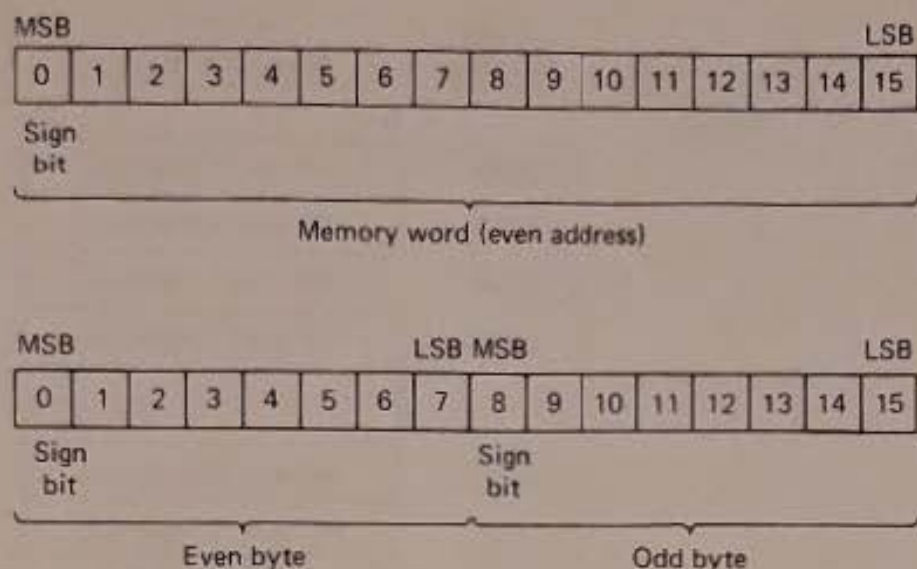 MSB LSB
0 1 2 3 4 5 6 7 8 9 10 11 12 13 14 15
Sign
bit
Memory word (even address)
MSB LSB MSB LSB
0 1 2 3 4 5 6 7 8 9 10 11 12 13 14 15
Sign Sign
bit bit
Even byte Odd byte